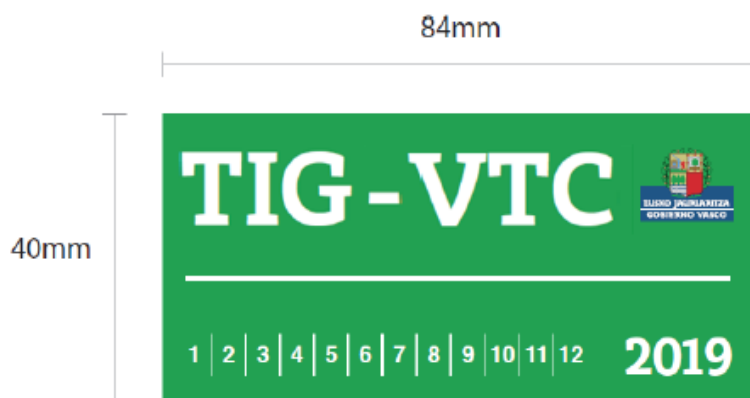 84mm
TIG-VTC
EUSKO JAURLARITZA
GOBIERNO VASCO
40mm
1 | 2 | 3 | 4 | 5 | 6 | 7 | 8 | 9 | 10 | 11 | 12
2019